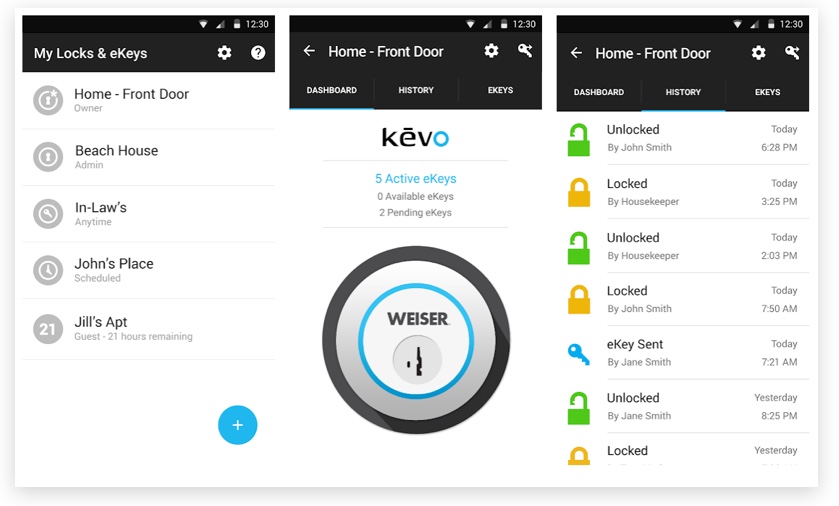 12:30
My Locks & eKeys
Home - Front Door
Owner
Beach House
Admin
In-Law's
Anytime
John's Place
Scheduled
21
Jill's Apt
Guest - 21 hours remaining
+
12:30
Home - Front Door
DASHBOARD HISTORY EKEYS
kēvo
5 Active eKeys
0 Available eKeys
2 Pending eKeys
WEISER
12:30
Home - Front Door
DASHBOARD HISTORY EKEYS
Unlocked Today
By John Smith 6:28 PM
Locked Today
By Housekeeper 3:25 PM
Unlocked Today
By Housekeeper 2:03 PM
Locked Today
By John Smith 7:50 AM
eKey Sent Today
By Jane Smith 7:21 AM
Unlocked Yesterday
By Jane Smith 8:25 PM
Locked Yesterday